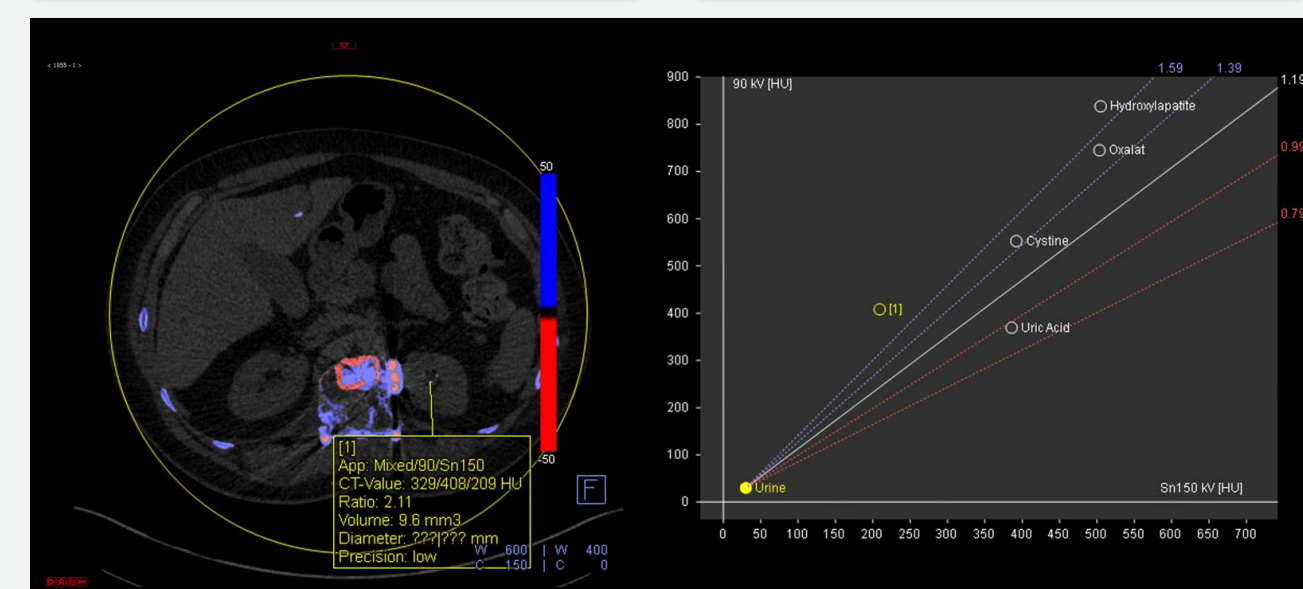 < 1055 - 1 >
50
-50
[1]
App: Mixed/90/Sn150
CT-Value: 329/408/209 HU
Ratio: 2.11
Volume: 9.6 mm3
Diameter: ???|??? mm
Precision: low
F
W 600 | W 400
C 150 | C 0
1.59 1.39
1.19
0.99
0.79
90 kV [HU]
900
800
700
600
500
400
300
200
100
0
Hydroxylapatite
Oxalat
Cystine
[1]
Uric Acid
Urine
Sn150 kV [HU]
0 50 100 150 200 250 300 350 400 450 500 550 600 650 700